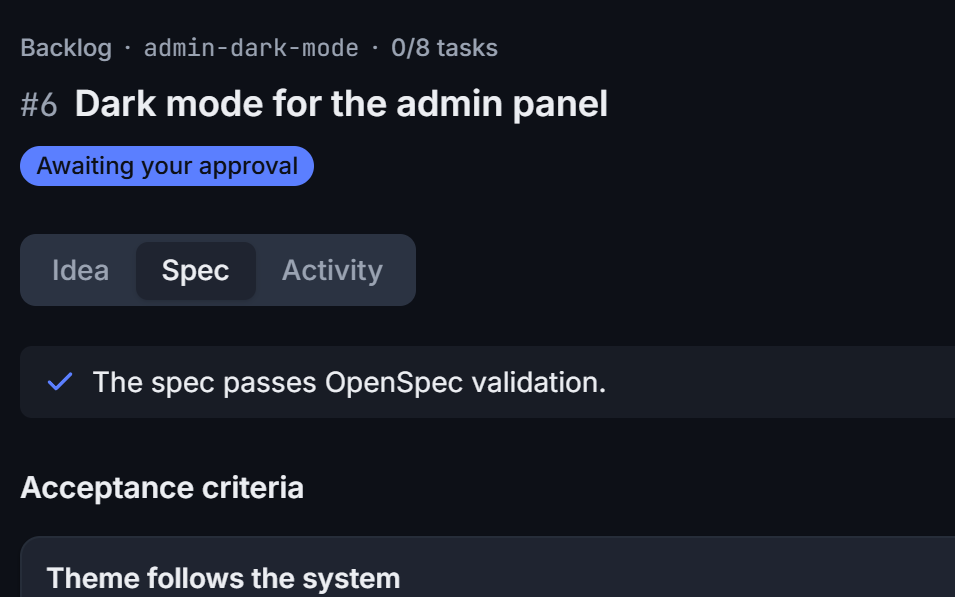 Backlog · admin-dark-mode · 0/8 tasks
#6 Dark mode for the admin panel
Awaiting your approval
Idea Spec Activity
The spec passes OpenSpec validation.
Acceptance criteria
Theme follows the system